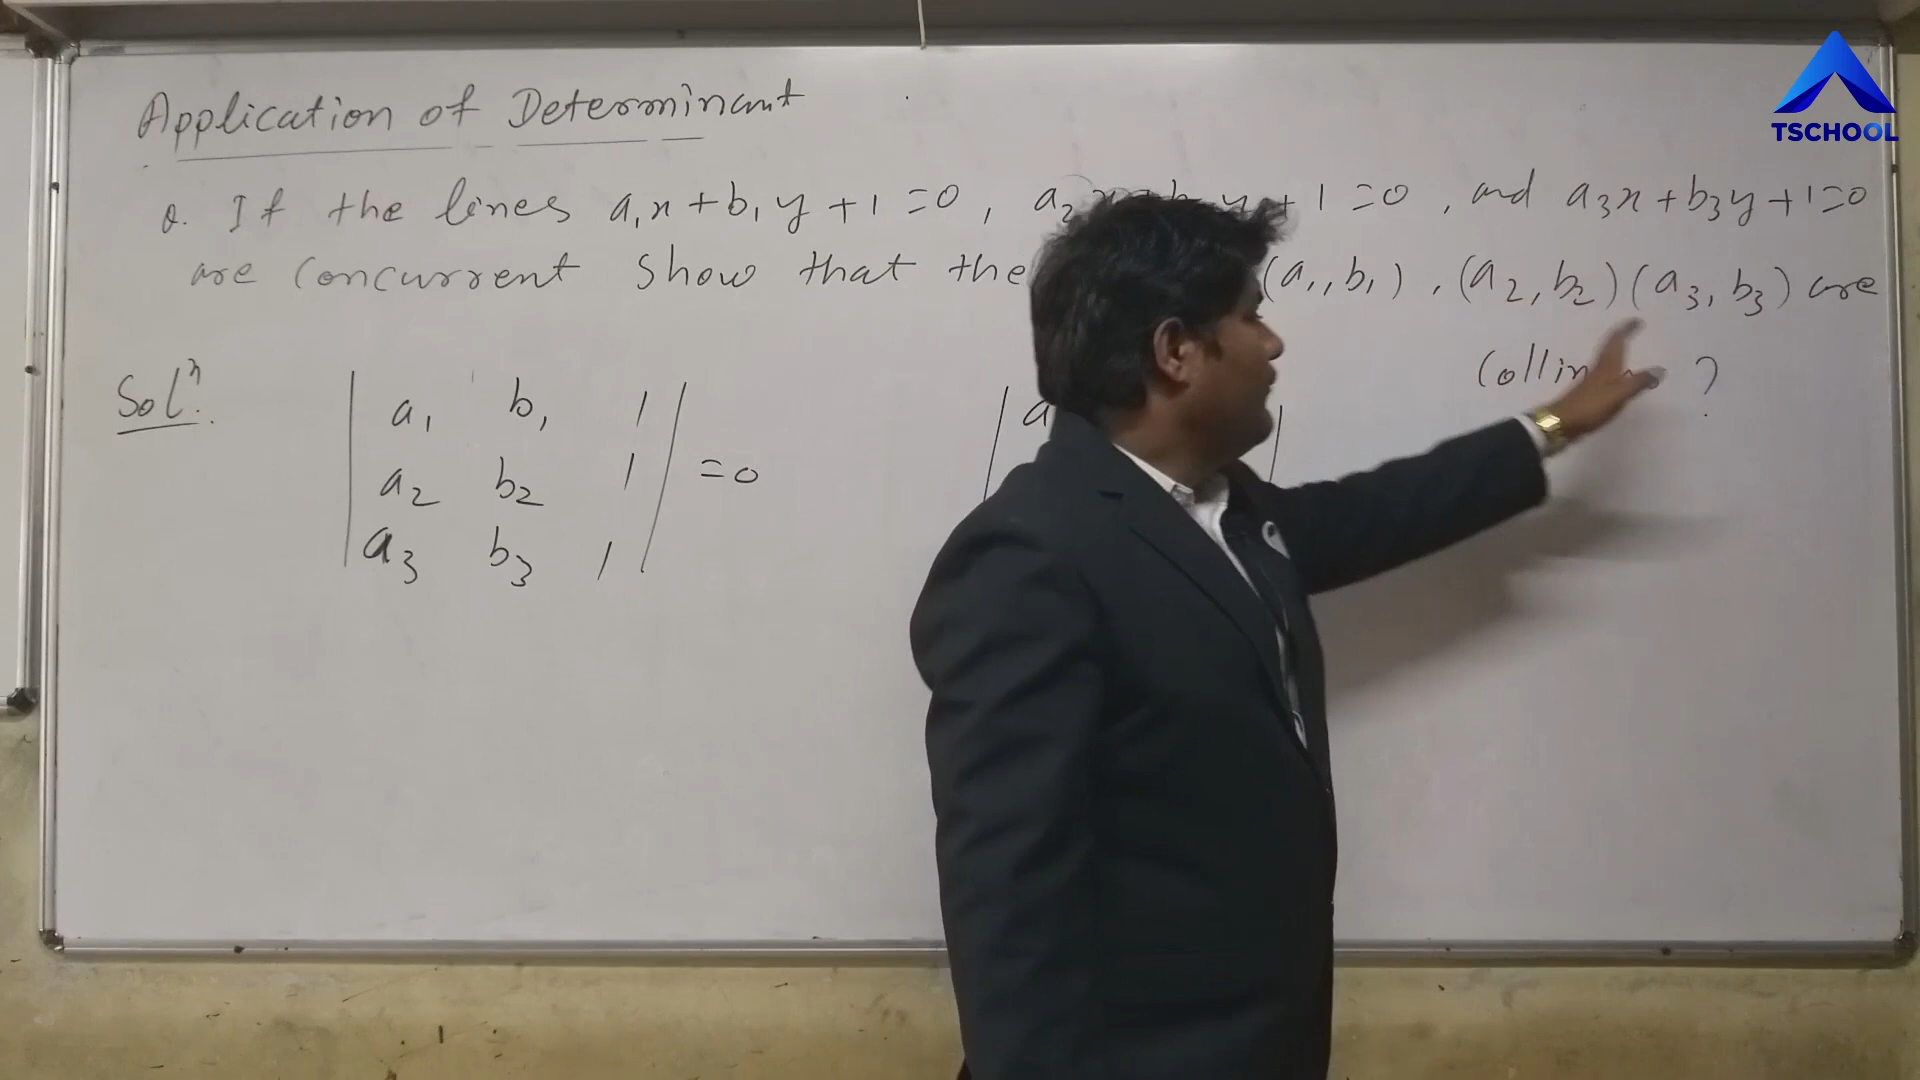 TSCHOOL
Application of Determinant
Q. If the lines a₁x + b₁y + 1 = 0, a₂x + b y + 1 = 0, and a₃x + b₃y + 1 = 0
are concurrent show that the (a₁, b₁), (a₂, b₂) (a₃, b₃) are
?
Solⁿ.
| a₁ b₁ 1 |
| a₂ b₂ 1 | = 0
| a₃ b₃ 1 |
| a